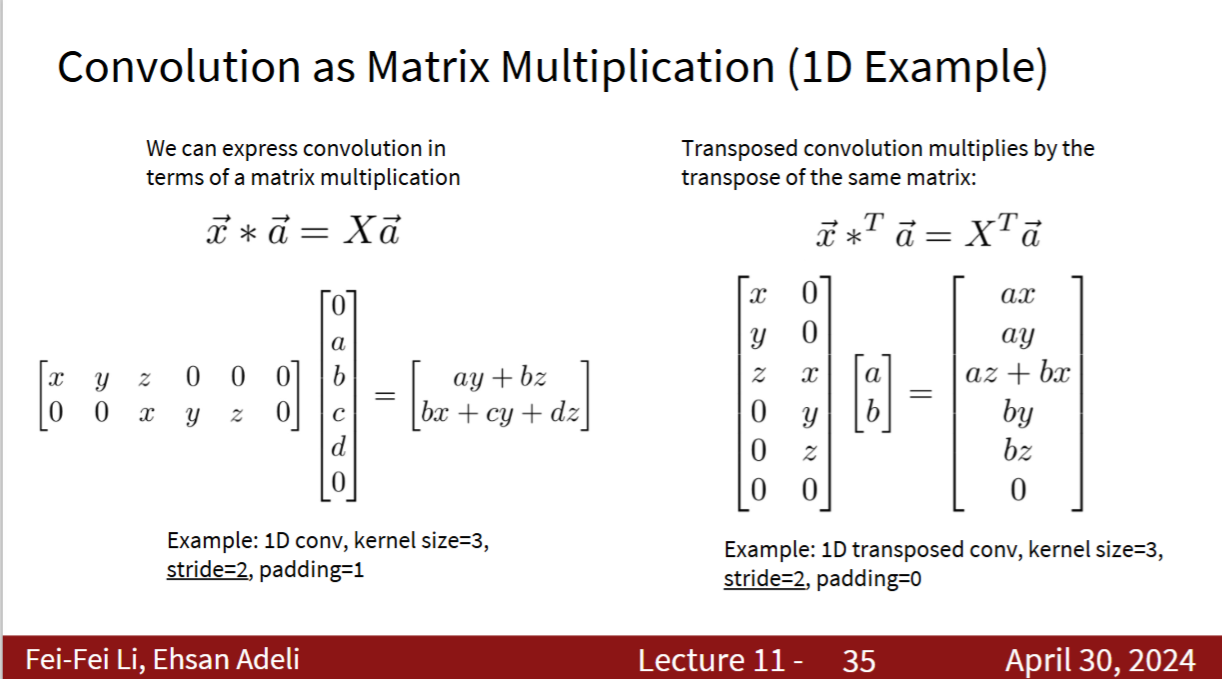 Convolution as Matrix Multiplication (1D Example)
We can express convolution in
terms of a matrix multiplication
$\vec{x} * \vec{a} = X\vec{a}$
$\begin{bmatrix} x & y & z & 0 & 0 & 0 \\ 0 & 0 & x & y & z & 0 \end{bmatrix} \begin{bmatrix} 0 \\ a \\ b \\ c \\ d \\ 0 \end{bmatrix} = \begin{bmatrix} ay + bz \\ bx + cy + dz \end{bmatrix}$
Example: 1D conv, kernel size=3,
stride=2, padding=1
Transposed convolution multiplies by the
transpose of the same matrix:
$\vec{x} *^T \vec{a} = X^T\vec{a}$
$\begin{bmatrix} x & 0 \\ y & 0 \\ z & x \\ 0 & y \\ 0 & z \\ 0 & 0 \end{bmatrix} \begin{bmatrix} a \\ b \end{bmatrix} = \begin{bmatrix} ax \\ ay \\ az + bx \\ by \\ bz \\ 0 \end{bmatrix}$
Example: 1D transposed conv, kernel size=3,
stride=2, padding=0
Fei-Fei Li, Ehsan Adeli Lecture 11 - 35 April 30, 2024